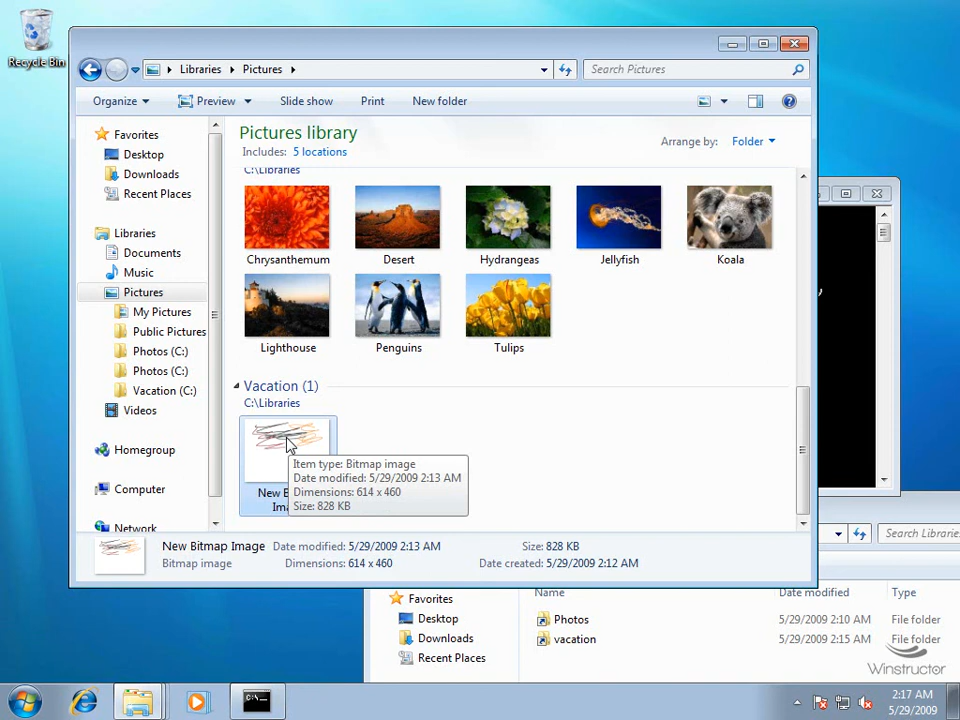 Recycle Bin
Libraries Pictures
Search Pictures
Organize Preview Slide show Print New folder
Favorites
Desktop
Downloads
Recent Places
Libraries
Documents
Music
Pictures
My Pictures
Public Pictures
Photos (C:)
Photos (C:)
Vacation (C:)
Videos
Homegroup
Computer
Network
Pictures library
Includes: 5 locations
Arrange by: Folder
C:\Libraries
Chrysanthemum Desert Hydrangeas Jellyfish Koala
Lighthouse Penguins Tulips
Vacation (1)
C:\Libraries
New B
Ima
Item type: Bitmap image
Date modified: 5/29/2009 2:13 AM
Dimensions: 614 x 460
Size: 828 KB
New Bitmap Image Date modified: 5/29/2009 2:13 AM Size: 828 KB
Bitmap image Dimensions: 614 x 460 Date created: 5/29/2009 2:12 AM
Search Libraries
Favorites
Desktop
Downloads
Recent Places
Name Date modified Type
Photos 5/29/2009 2:10 AM File folder
vacation 5/29/2009 2:15 AM File folder
Winstructor
C:\.
2:17 AM
5/29/2009